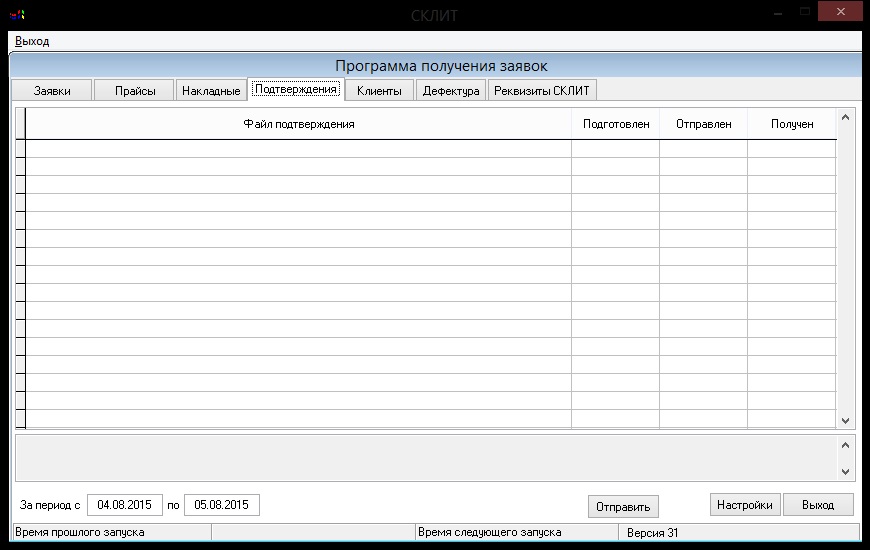 СКЛИТ
Выход
Программа получения заявок
Заявки Прайсы Накладные Подтверждения Клиенты Дефектура Реквизиты СКЛИТ
Файл подтверждения Подготовлен Отправлен Получен
За период с 04.08.2015 по 05.08.2015 Отправить Настройки Выход
Время прошлого запуска Время следующего запуска Версия 31